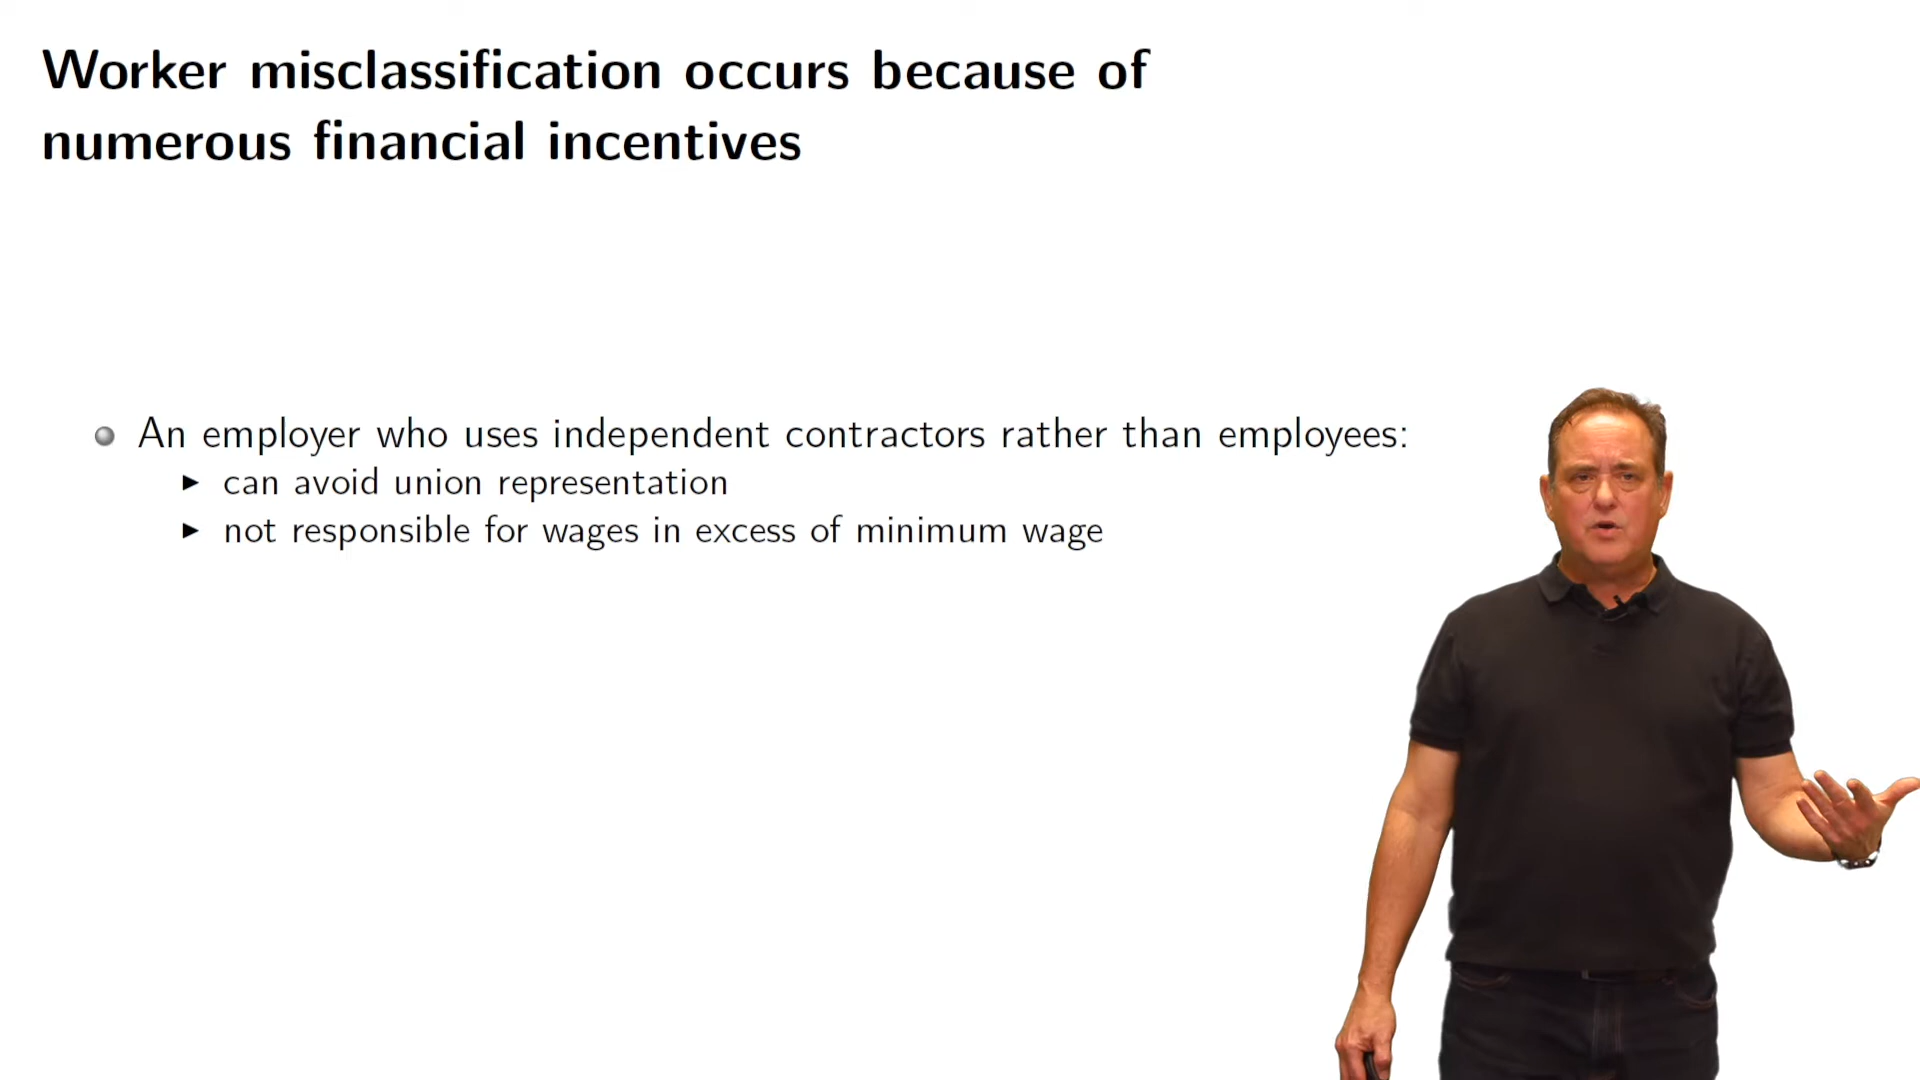 Worker misclassification occurs because of
numerous financial incentives
An employer who uses independent contractors rather than employees:
can avoid union representation
not responsible for wages in excess of minimum wage